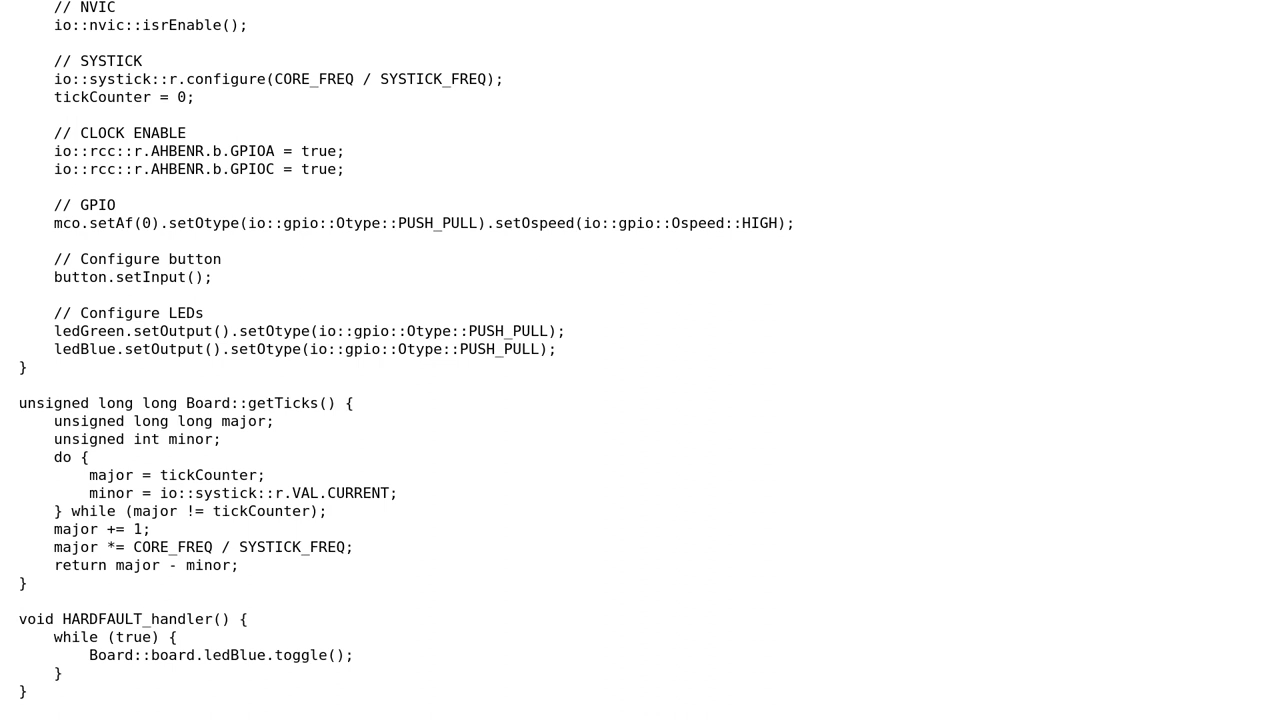 // NVIC
    io::nvic::isrEnable();

    // SYSTICK
    io::systick::r.configure(CORE_FREQ / SYSTICK_FREQ);
    tickCounter = 0;

    // CLOCK ENABLE
    io::rcc::r.AHBENR.b.GPIOA = true;
    io::rcc::r.AHBENR.b.GPIOC = true;

    // GPIO
    mco.setAf(0).setOtype(io::gpio::Otype::PUSH_PULL).setOspeed(io::gpio::Ospeed::HIGH);

    // Configure button
    button.setInput();

    // Configure LEDs
    ledGreen.setOutput().setOtype(io::gpio::Otype::PUSH_PULL);
    ledBlue.setOutput().setOtype(io::gpio::Otype::PUSH_PULL);
}

unsigned long long Board::getTicks() {
    unsigned long long major;
    unsigned int minor;
    do {
        major = tickCounter;
        minor = io::systick::r.VAL.CURRENT;
    } while (major != tickCounter);
    major += 1;
    major *= CORE_FREQ / SYSTICK_FREQ;
    return major - minor;
}

void HARDFAULT_handler() {
    while (true) {
        Board::board.ledBlue.toggle();
    }
}